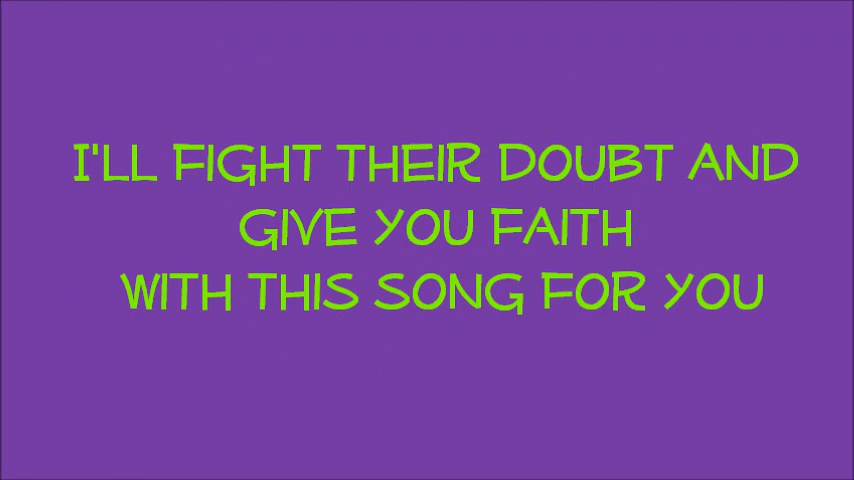 I'LL FIGHT THEIR DOUBT AND
GIVE YOU FAITH
WITH THIS SONG FOR YOU